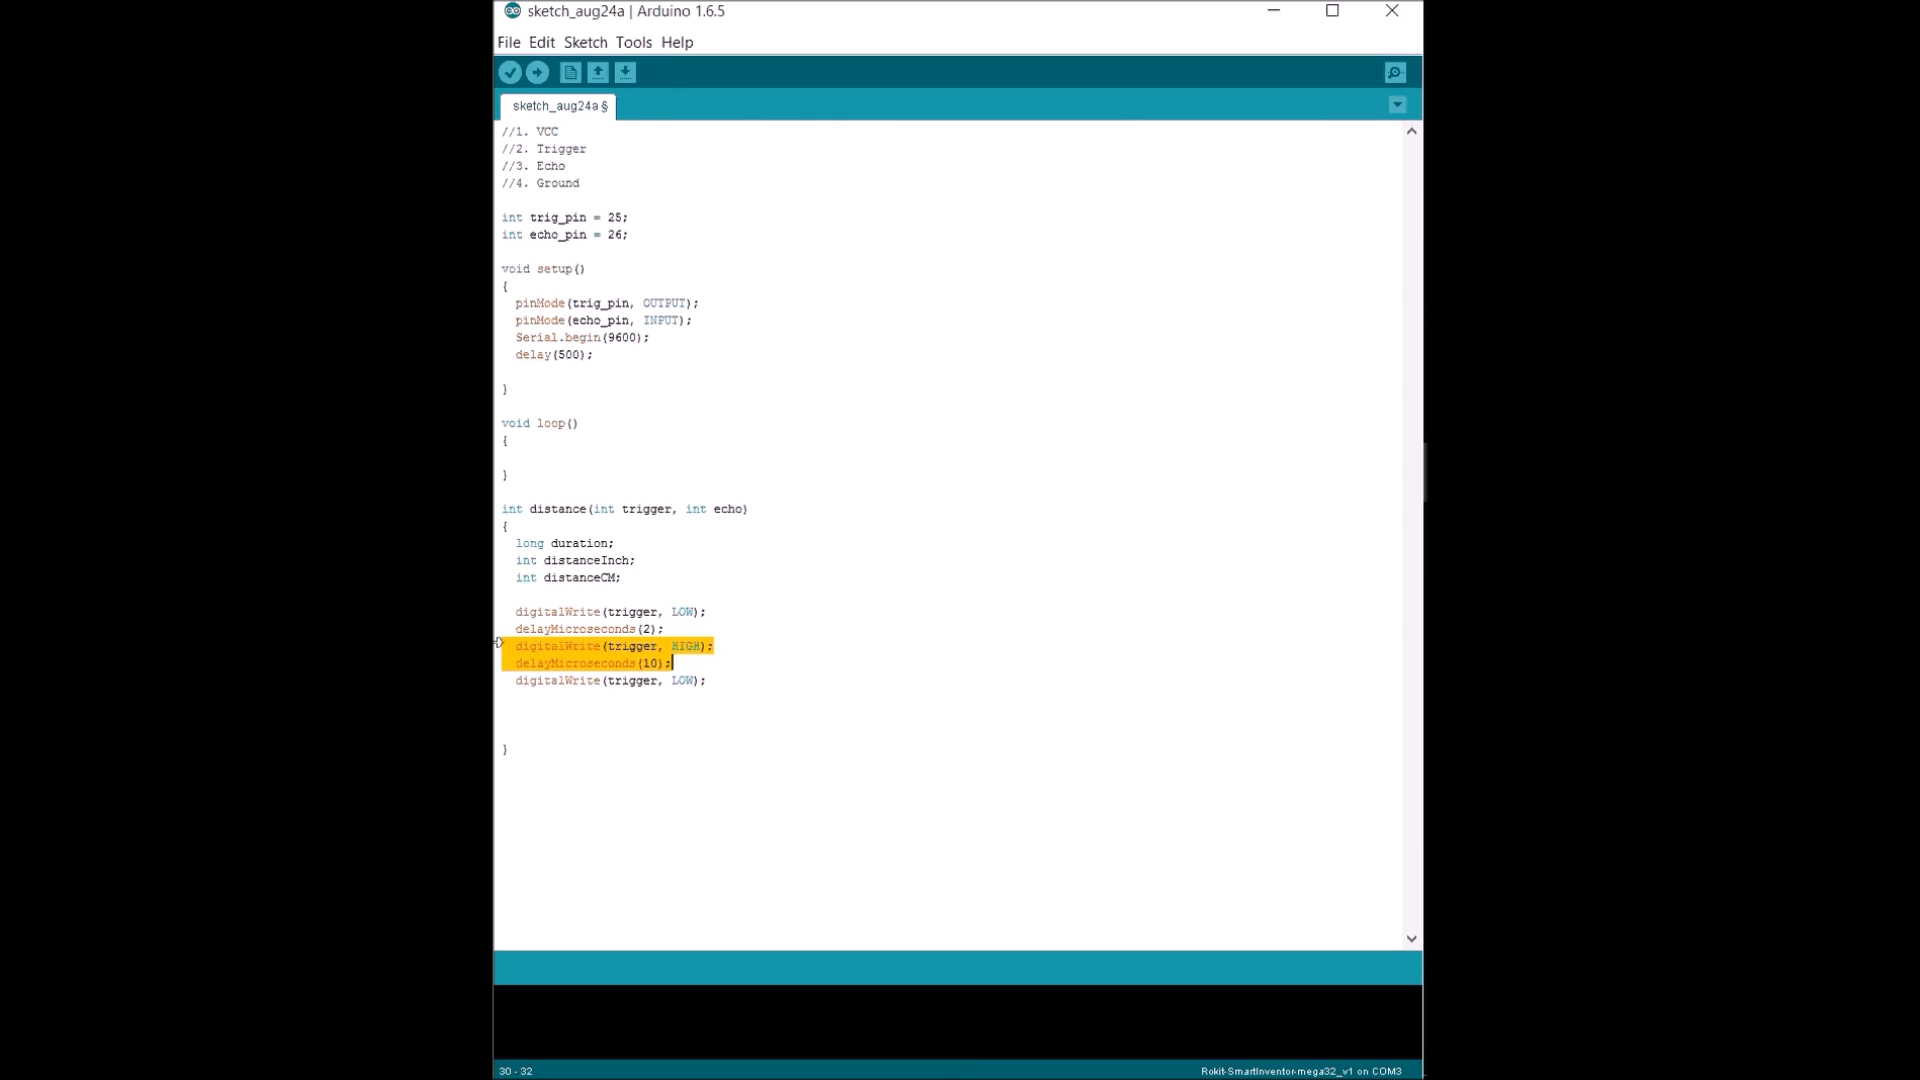 sketch_aug24a | Arduino 1.6.5
File Edit Sketch Tools Help
sketch_aug24a §
//1. VCC
//2. Trigger
//3. Echo
//4. Ground
int trig_pin = 25;
int echo_pin = 26;
void setup()
{
pinMode(trig_pin, OUTPUT);
pinMode(echo_pin, INPUT);
Serial.begin(9600);
delay(500);
}
void loop()
{
}
int distance(int trigger, int echo)
{
long duration;
int distanceInch;
int distanceCM;
digitalWrite(trigger, LOW);
delayMicroseconds(2);
digitalWrite(trigger, HIGH);
delayMicroseconds(10);
digitalWrite(trigger, LOW);
}
30 - 32
Rokit-SmartInventor-mega32_v1 on COM3